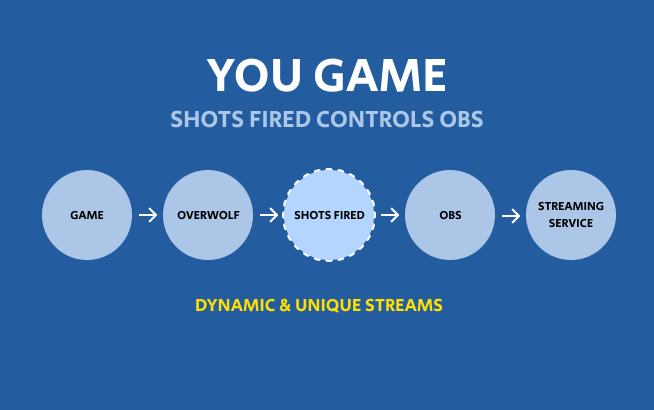 YOU GAME
SHOTS FIRED CONTROLS OBS
GAME
OVERWOLF
SHOTS FIRED
OBS
STREAMING
SERVICE
DYNAMIC & UNIQUE STREAMS